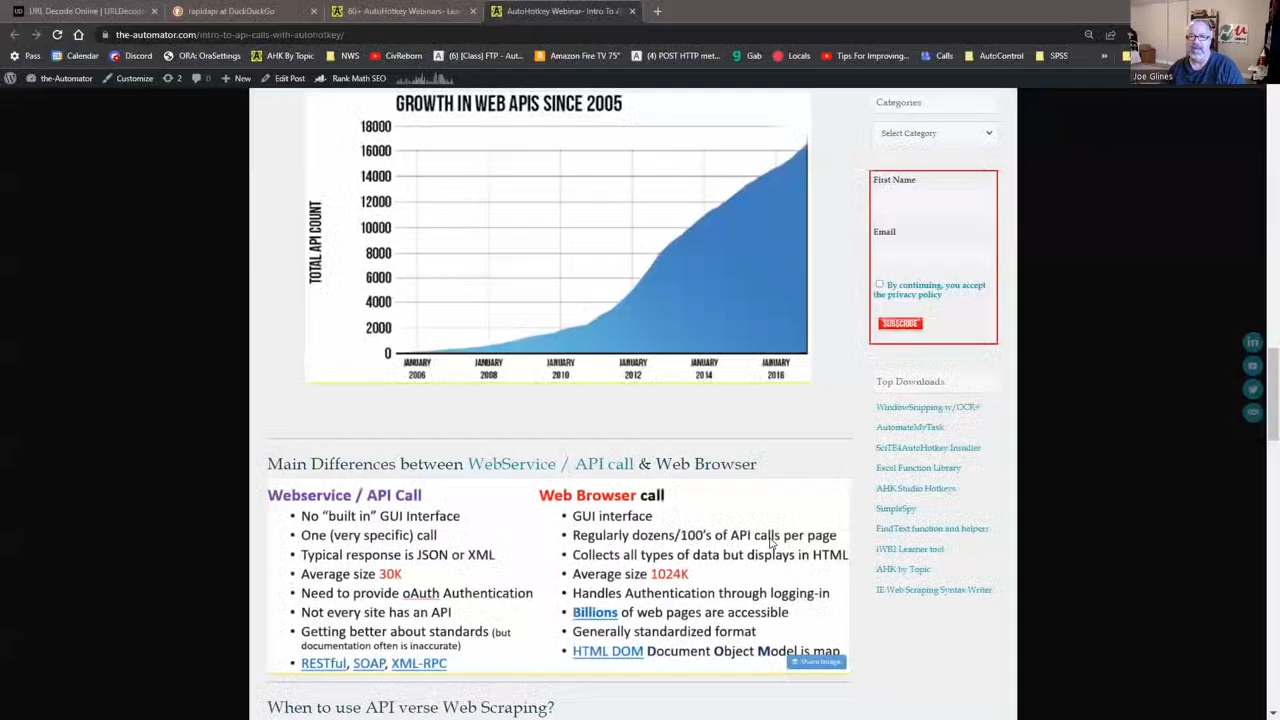 URL Decode Online | URLDecoder
rapidapi at DuckDuckGo
60+ AutoHotkey Webinars- Lea
AutoHotkey Webinar- Intro To A
the-automator.com/intro-to-api-calls-with-autohotkey/
Pass
Calendar
Discord
ORA: OraOpenSource
AHK By Topic
NWS
CivReborn
(6) [Class] FTP - Aut...
Amazon Fire TV 75"
(4) POST HTTP met...
Gab
Locals
Tips For Improving...
Calls
AutoControl
SPSS
the-Automator
Customize
2
0
New
Edit Post
Rank Math SEO
Joe Glines
GROWTH IN WEB APIS SINCE 2005
TOTAL API COUNT
18000
16000
14000
12000
10000
8000
6000
4000
2000
0
JANUARY 2006
JANUARY 2008
JANUARY 2010
JANUARY 2012
JANUARY 2014
JANUARY 2016
Main Differences between WebService / API call & Web Browser
Webservice / API Call
• No “built in” GUI Interface
• One (very specific) call
• Typical response is JSON or XML
• Average size 30K
• Need to provide oAuth Authentication
• Not every site has an API
• Getting better about standards (but
documentation often is inaccurate)
• RESTful, SOAP, XML-RPC
Web Browser call
• GUI interface
• Regularly dozens/100's of API calls per page
• Collects all types of data but displays in HTML
• Average size 1024K
• Handles Authentication through logging-in
• Billions of web pages are accessible
• Generally standardized format
• HTML DOM Document Object Model is map
Share Image
When to use API verse Web Scraping?
Categories
Select Category
First Name
Email
By continuing, you accept
the privacy policy
SUBSCRIBE
Top Downloads
WindowSnipping w/OCR+
AutomateMyTask
SciTE4AutoHotkey Installer
Excel Function Library
AHK Studio Hotkeys
SimpleSpy
FindText function and helpers
iWB2 Learner tool
AHK by Topic
IE Web Scraping Syntax Writer